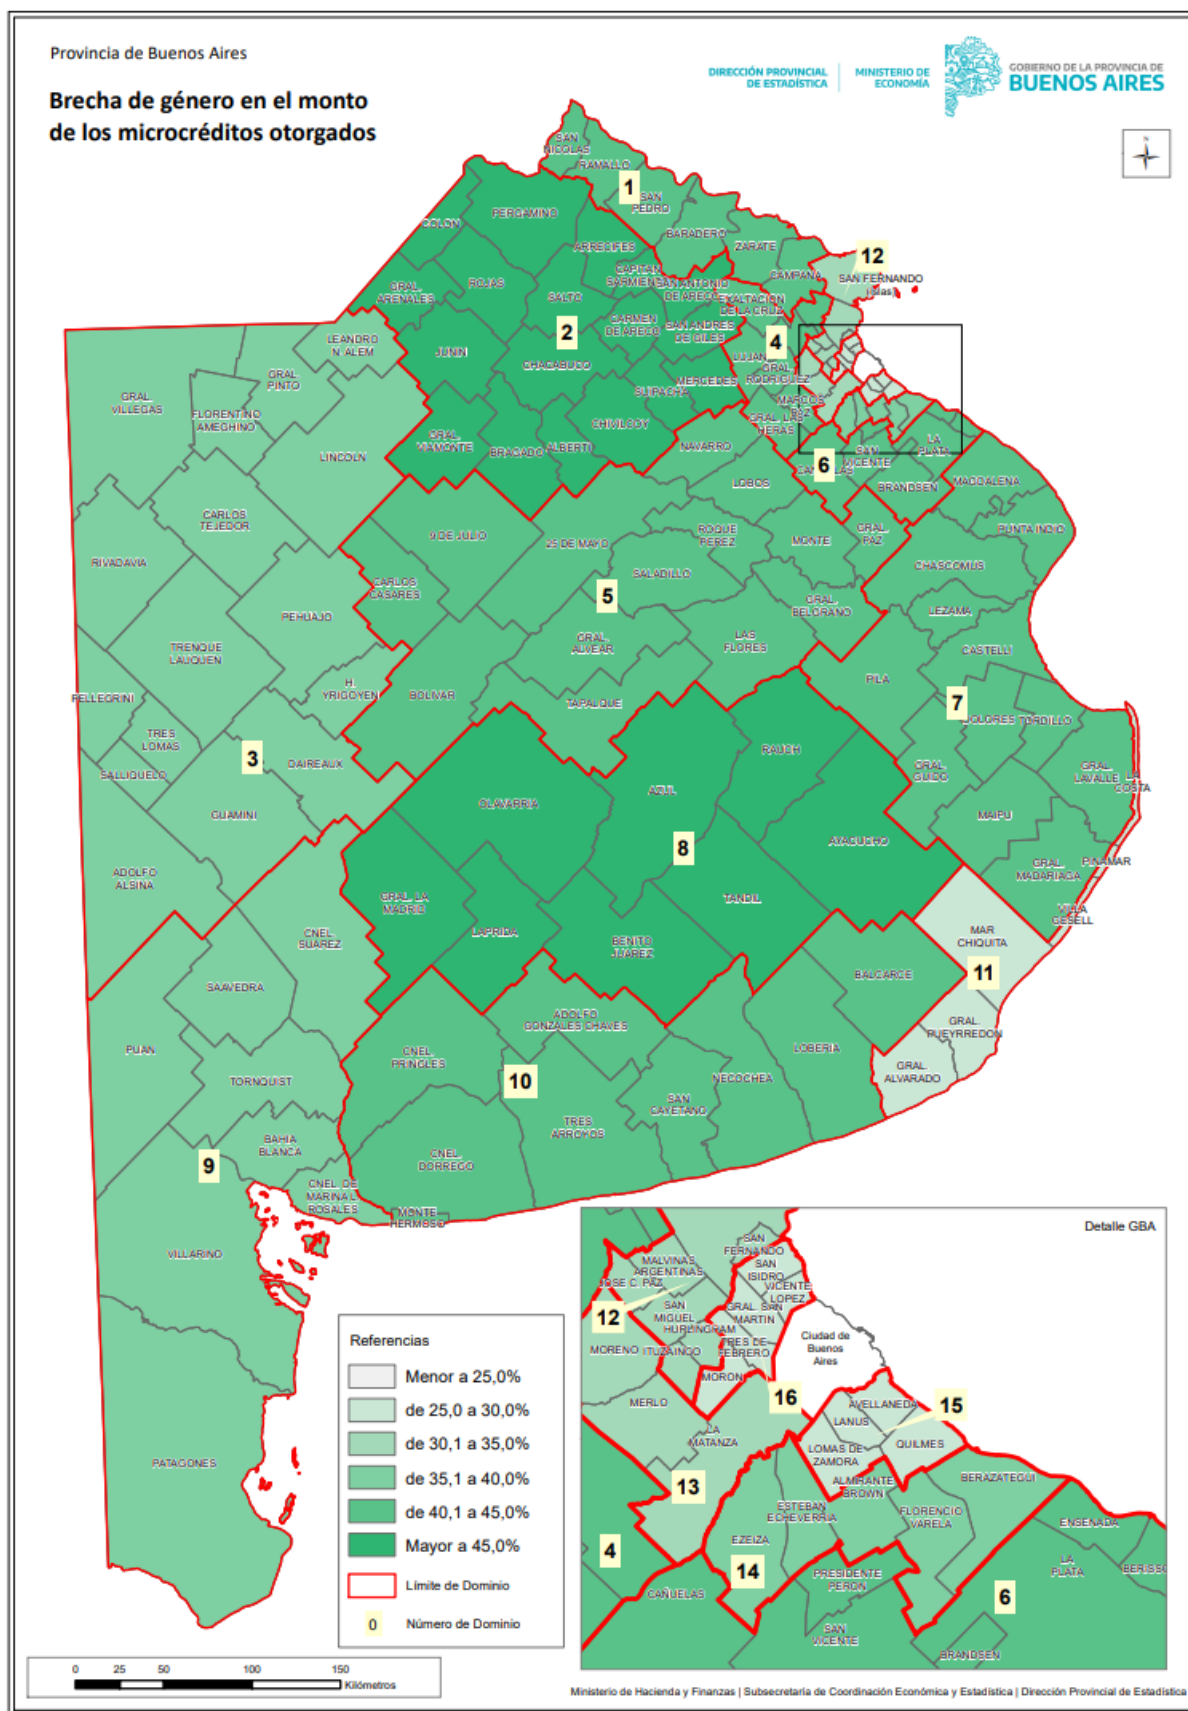 Provincia de Buenos Aires
Brecha de género en el monto
de los microcréditos otorgados
DIRECCIÓN PROVINCIAL
DE ESTADÍSTICA
MINISTERIO DE
ECONOMÍA
GOBIERNO DE LA PROVINCIA DE
BUENOS AIRES
N
SAN
NICOLAS
RAMALLO
1
SAN
PEDRO
BARADERO
ZARATE
CAMPANA
12
SAN FERNANDO
(Islas)
COLON
PERGAMINO
ARRECIFES
CAPITAN
SARMIENTO
SAN ANTONIO
DE ARECO
EXALTACION
DE LA CRUZ
GRAL.
ARENALES
ROJAS
SALTO
2
CARMEN
DE ARECO
SAN ANDRES
DE GILES
4
LUJAN
GRAL.
RODRIGUEZ
LEANDRO
N. ALEM
JUNIN
CHACABUCO
SUIPACHA
MERCEDES
MARCOS
PAZ
GRAL. LAS
HERAS
GRAL.
PINTO
GRAL.
VILLEGAS
FLORENTINO
AMEGHINO
LINCOLN
GRAL.
VIAMONTE
BRAGADO
ALBERTI
CHIVILCOY
NAVARRO
LOBOS
6
CAÑUELAS
SAN
VICENTE
LA
PLATA
BRANDSEN
MAGDALENA
CARLOS
TEJEDOR
RIVADAVIA
9 DE JULIO
25 DE MAYO
ROQUE
PEREZ
MONTE
GRAL.
PAZ
PUNTA INDIO
CHASCOMUS
CARLOS
CASARES
SALADILLO
5
GRAL.
BELGRANO
LEZAMA
PEHUAJO
TRENQUE
LAUQUEN
GRAL.
ALVEAR
LAS
FLORES
CASTELLI
PELLEGRINI
H.
YRIGOYEN
BOLIVAR
TAPALQUE
PILA
7
DOLORES
TORDILLO
TRES
LOMAS
SALLIQUELO
3
DAIREAUX
GUAMINI
OLAVARRIA
AZUL
RAUCH
GRAL.
GUIDO
GRAL.
LAVALLE
LA
COSTA
MAIPU
8
AYACUCHO
ADOLFO
ALSINA
GRAL. LA
MADRID
LAPRIDA
BENITO
JUAREZ
TANDIL
GRAL.
MADARIAGA
PINAMAR
VILLA
GESELL
CNEL.
SUAREZ
MAR
CHIQUITA
11
BALCARCE
SAAVEDRA
PUAN
ADOLFO
GONZALES CHAVES
CNEL.
PRINGLES
10
LOBERIA
GRAL.
PUEYRREDON
GRAL.
ALVARADO
TORNQUIST
NECOCHEA
SAN
CAYETANO
TRES
ARROYOS
BAHIA
BLANCA
9
CNEL.
DORREGO
CNEL. DE
MARINA L.
ROSALES
MONTE
HERMOSO
VILLARINO
PATAGONES
Detalle GBA
SAN
FERNANDO
SAN
ISIDRO
MALVINAS
ARGENTINAS
JOSE C. PAZ
VICENTE
LOPEZ
12
SAN
MIGUEL
HURLINGHAM
GRAL. SAN
MARTIN
TRES DE
FEBRERO
ITUZAINGO
MORENO
MORON
Ciudad de
Buenos
Aires
MERLO
16
LA
MATANZA
AVELLANEDA
15
LANUS
LOMAS DE
ZAMORA
QUILMES
13
ALMIRANTE
BROWN
BERAZATEGUI
ESTEBAN
ECHEVERRIA
FLORENCIO
VARELA
EZEIZA
14
4
ENSENADA
LA
PLATA
BERISSO
CAÑUELAS
PRESIDENTE
PERON
6
SAN
VICENTE
BRANDSEN
Referencias
Menor a 25,0%
de 25,0 a 30,0%
de 30,1 a 35,0%
de 35,1 a 40,0%
de 40,1 a 45,0%
Mayor a 45,0%
Límite de Dominio
0 Número de Dominio
0 25 50 100 150
Kilómetros
Ministerio de Hacienda y Finanzas | Subsecretaría de Coordinación Económica y Estadística | Dirección Provincial de Estadística